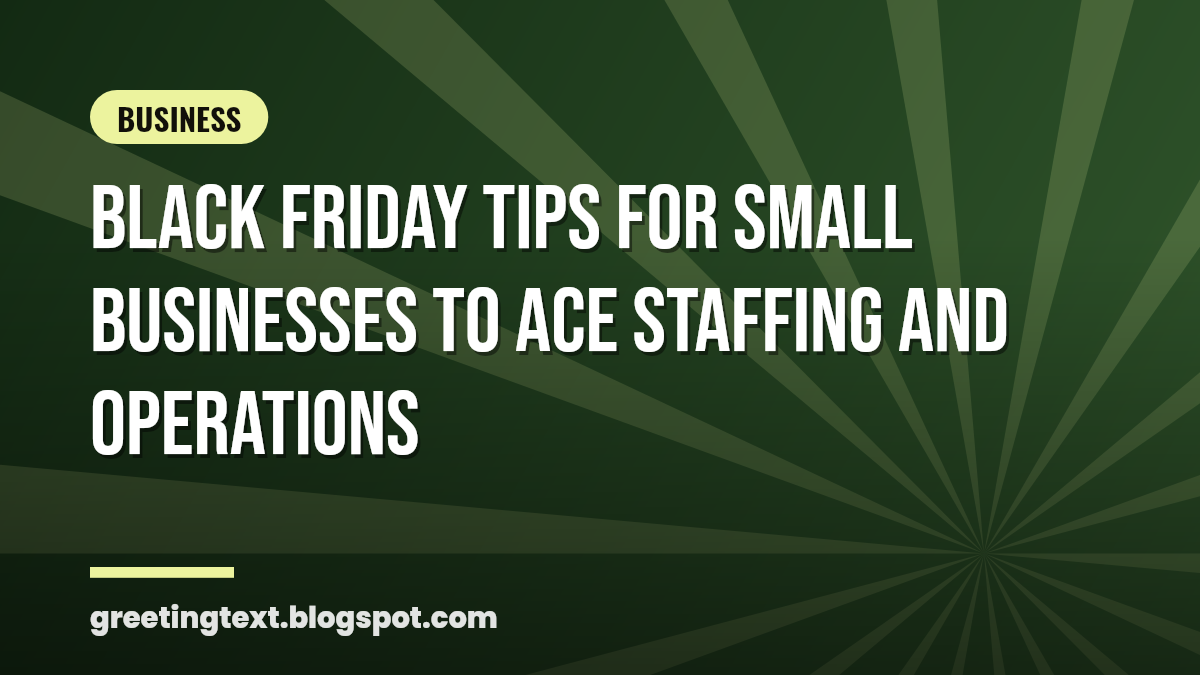 BUSINESS
BLACK FRIDAY TIPS FOR SMALL
BUSINESSES TO ACE STAFFING AND
OPERATIONS
greetingtext.blogspot.com